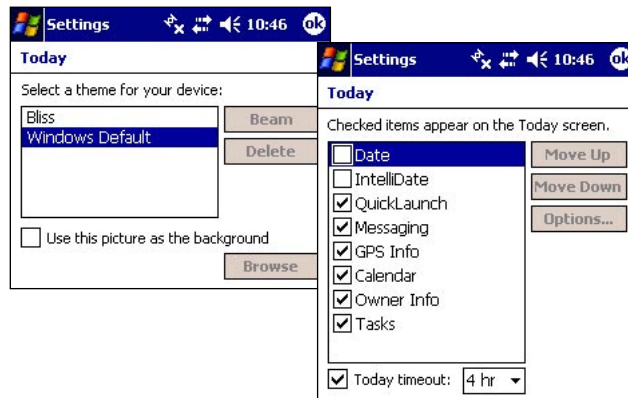 Settings 10:46 ok
Today
Select a theme for your device:
Bliss
Windows Default
Beam
Delete
Use this picture as the background
Browse
Settings 10:46 ok
Today
Checked items appear on the Today screen.
Date
IntelliDate
QuickLaunch
Messaging
GPS Info
Calendar
Owner Info
Tasks
Move Up
Move Down
Options...
Today timeout: 4 hr